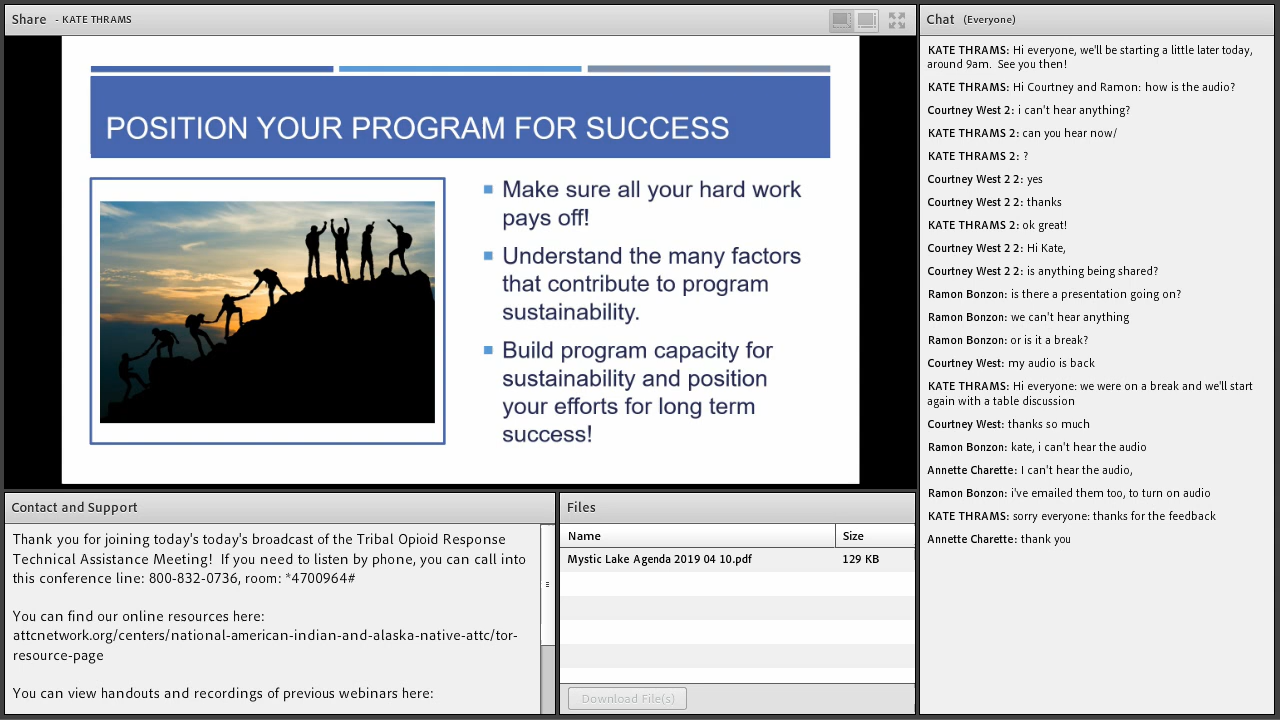 Share - KATE THRAMS
POSITION YOUR PROGRAM FOR SUCCESS
Make sure all your hard work
pays off!
Understand the many factors
that contribute to program
sustainability.
Build program capacity for
sustainability and position
your efforts for long term
success!
Contact and Support
Thank you for joining today's today's broadcast of the Tribal Opioid Response
Technical Assistance Meeting!  If you need to listen by phone, you can call into
this conference line: 800-832-0736, room: *4700964#
You can find our online resources here:
attcnetwork.org/centers/national-american-indian-and-alaska-native-attc/tor-
resource-page
You can view handouts and recordings of previous webinars here:
Files
Name Size
Mystic Lake Agenda 2019 04 10.pdf 129 KB
Download File(s)
Chat (Everyone)
KATE THRAMS: Hi everyone, we'll be starting a little later today,
around 9am.  See you then!
KATE THRAMS: Hi Courtney and Ramon: how is the audio?
Courtney West 2: i can't hear anything?
KATE THRAMS 2: can you hear now/
KATE THRAMS 2: ?
Courtney West 2 2: yes
Courtney West 2 2: thanks
KATE THRAMS 2: ok great!
Courtney West 2 2: Hi Kate,
Courtney West 2 2: is anything being shared?
Ramon Bonzon: is there a presentation going on?
Ramon Bonzon: we can't hear anything
Ramon Bonzon: or is it a break?
Courtney West: my audio is back
KATE THRAMS: Hi everyone: we were on a break and we'll start
again with a table discussion
Courtney West: thanks so much
Ramon Bonzon: kate, i can't hear the audio
Annette Charette: I can't hear the audio,
Ramon Bonzon: i've emailed them too, to turn on audio
KATE THRAMS: sorry everyone: thanks for the feedback
Annette Charette: thank you